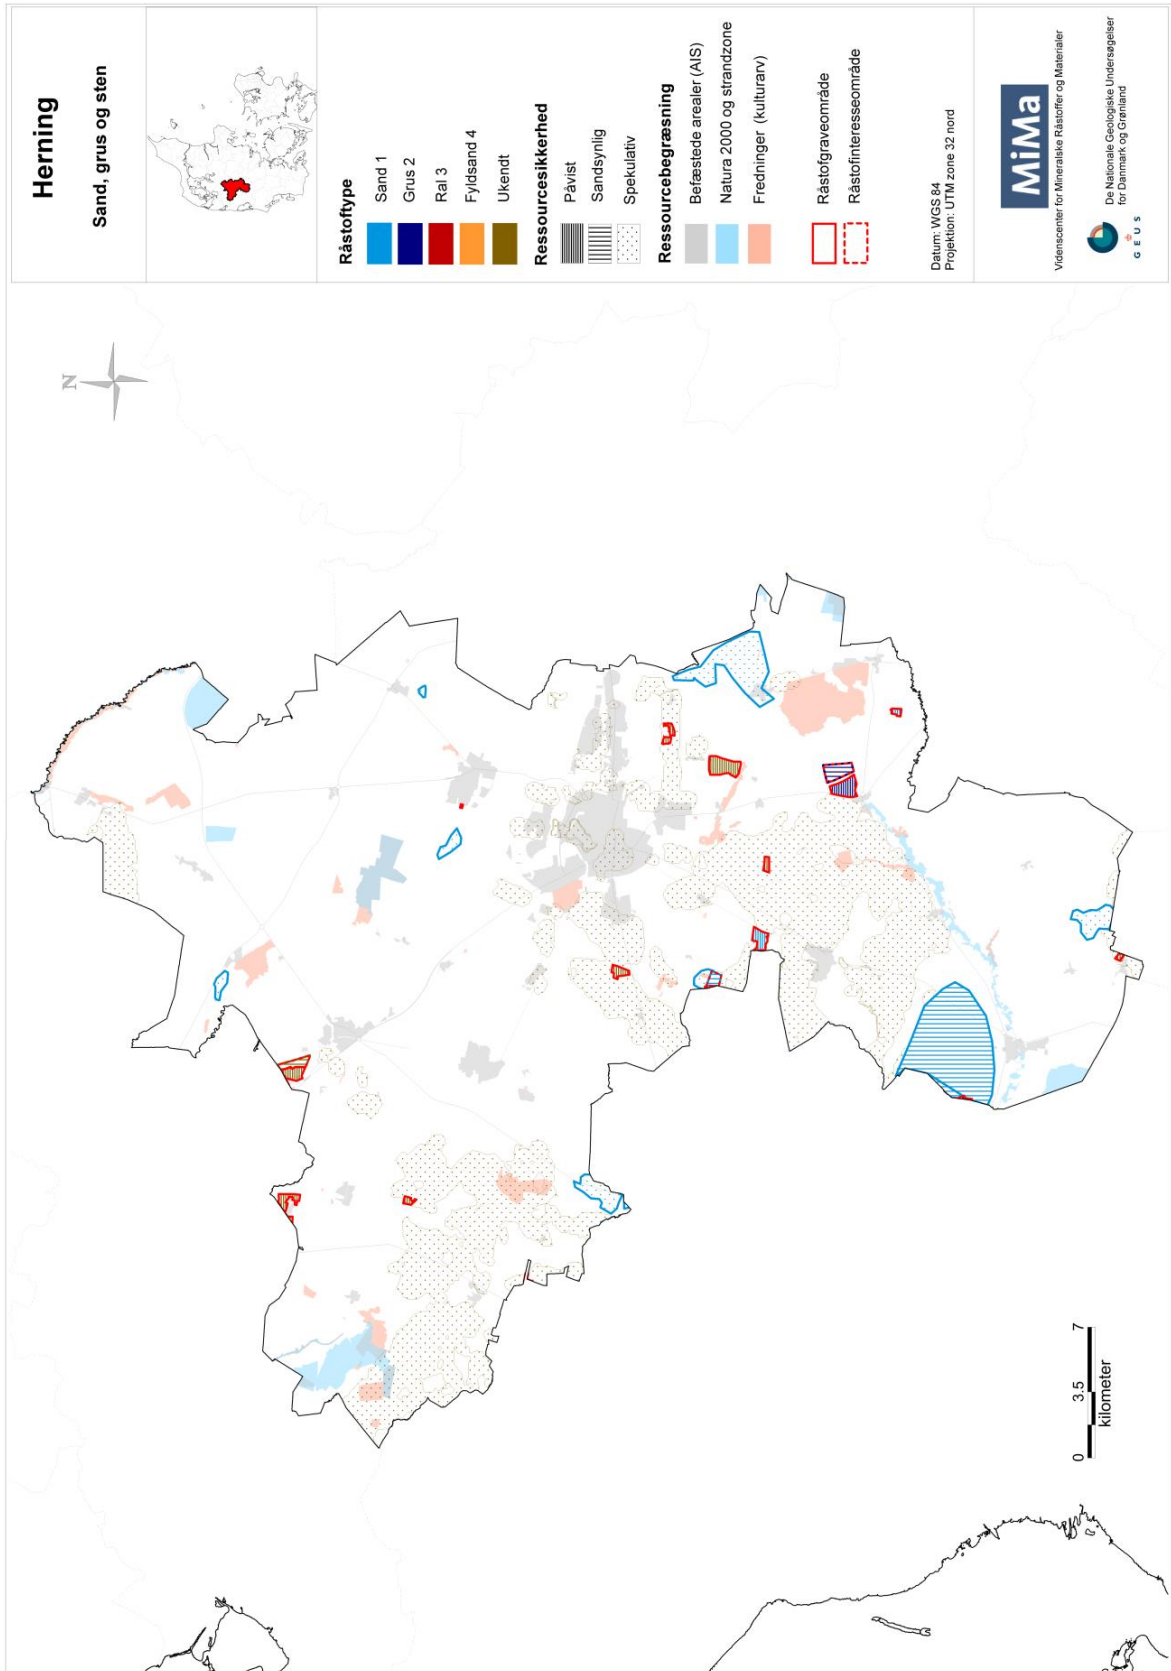 Herning
Sand, grus og sten
Råstoftype
Sand 1
Grus 2
Ral 3
Fyldsand 4
Ukendt
Ressourcesikkerhed
Påvist
Sandsynlig
Spekulativ
Ressourcebegræsning
Befæstede arealer (AIS)
Natura 2000 og strandzone
Fredninger (kulturarv)
Råstofgraveområde
Råstofinteresseområde
Datum: WGS 84
Projektion: UTM zone 32 nord
MiMa
Videnscenter for Mineralske Råstoffer og Materialer
G E U S
De Nationale Geologiske Undersøgelser
for Danmark og Grønland
N
0 3.5 7
kilometer